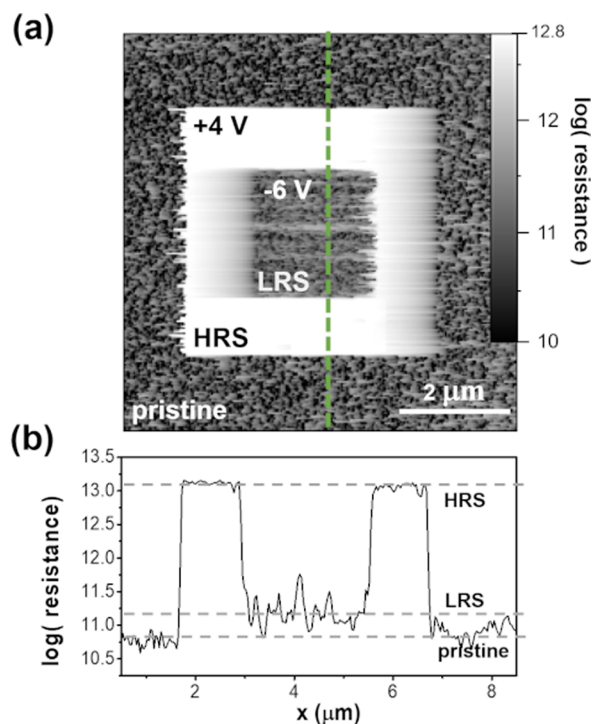 (a)
12.8
+4 V
12
-6 V
log( resistance )
11
LRS
HRS
10
pristine
2 μm
(b)
13.5
13.0
HRS
12.5
12.0
11.5
LRS
11.0
10.5
pristine
log( resistance)
2
4
6
8
x (μm)